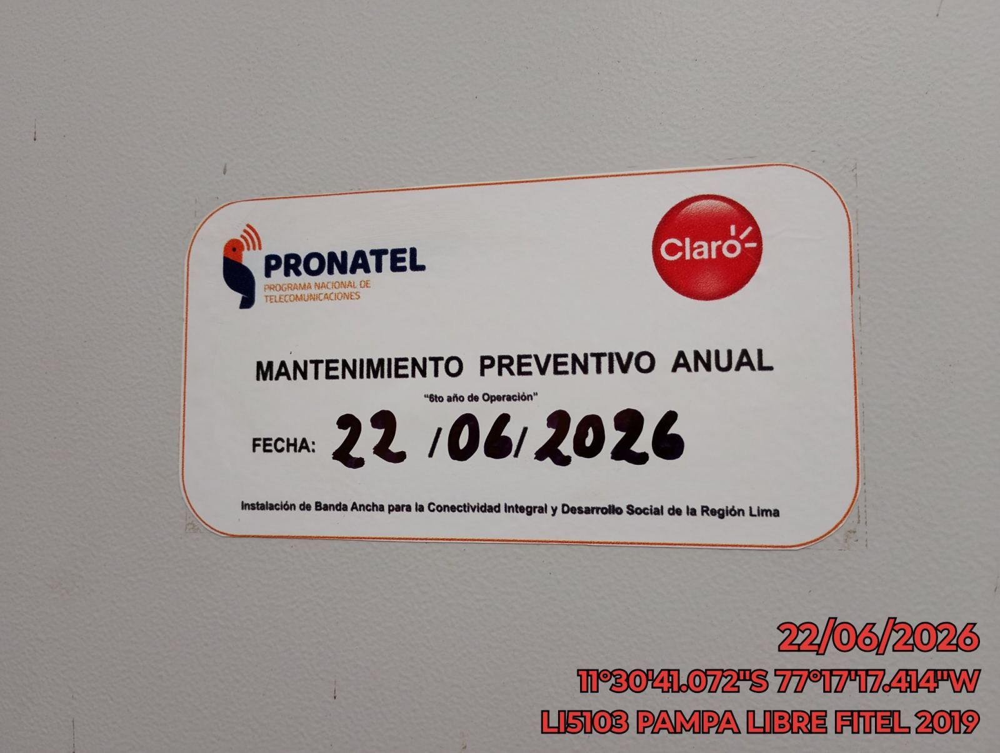 PRONATEL
PROGRAMA NACIONAL DE
TELECOMUNICACIONES
Claro
MANTENIMIENTO PREVENTIVO ANUAL
"6to año de Operación"
FECHA: 22/06/2026
Instalación de Banda Ancha para la Conectividad Integral y Desarrollo Social de la Región Lima
22/06/2026
11°30'41.072"S 77°17'17.414"W
LI5103 PAMPA LIBRE FITEL 2019